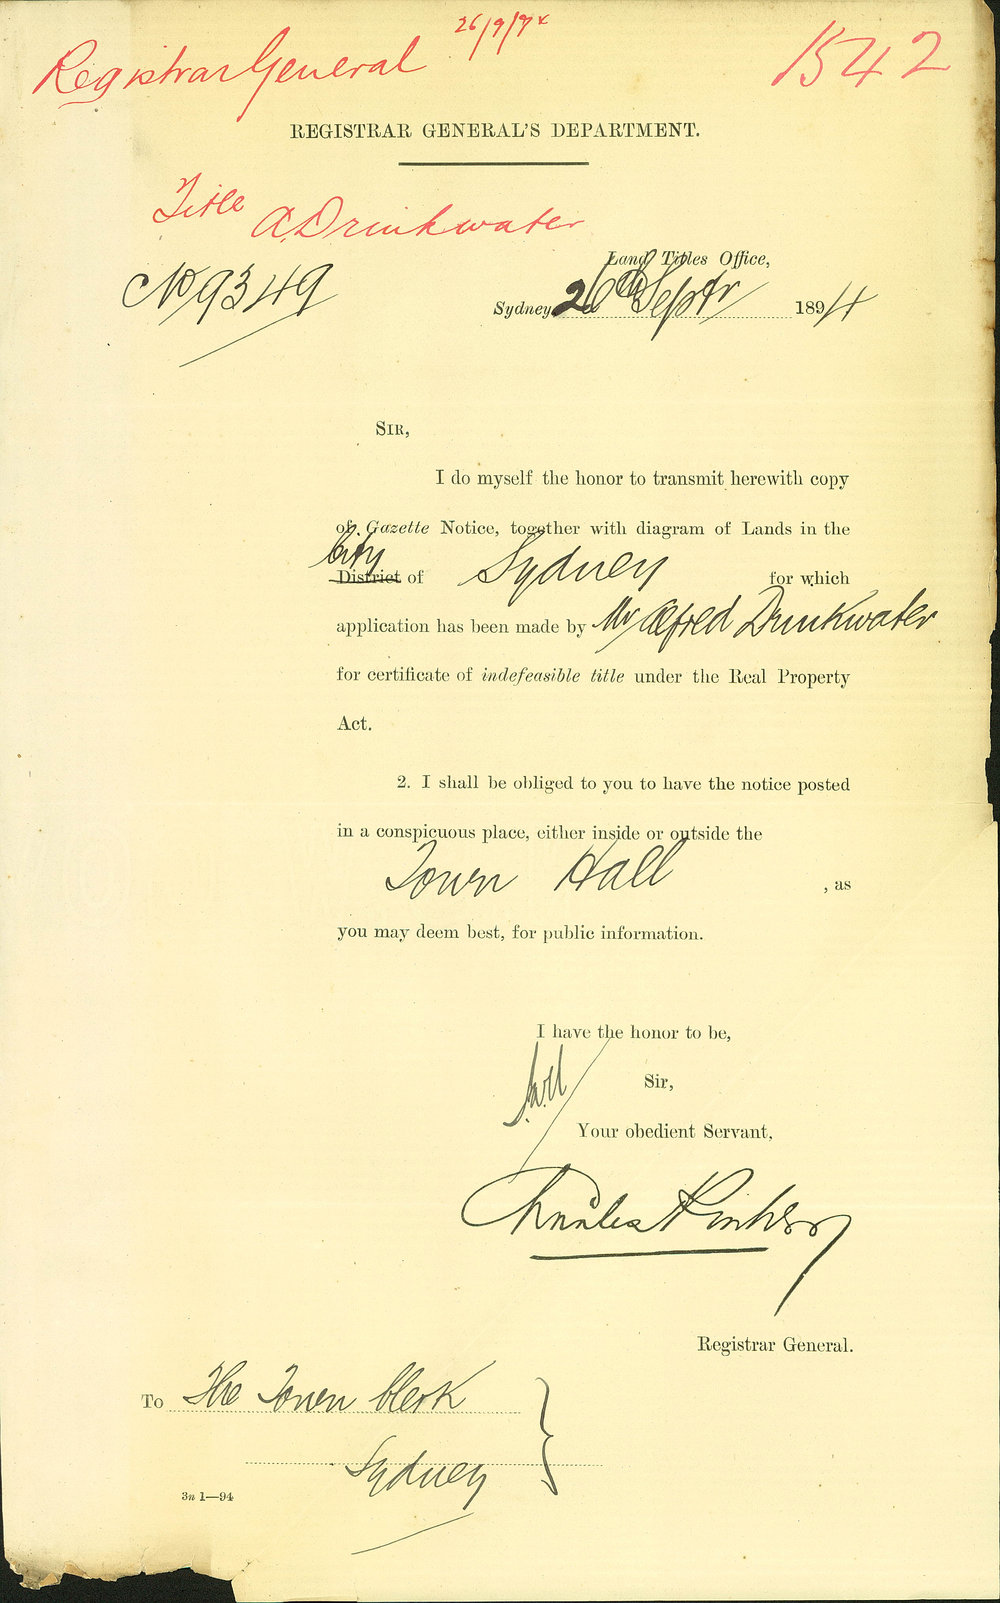 Registrar General 26/9/94
1542
REGISTRAR GENERAL'S DEPARTMENT.
Title A. Drinkwater
No 9349
Land Titles Office,
Sydney 26th Septr 1894
SIR,
I do myself the honor to transmit herewith copy
of Gazette Notice, together with diagram of Lands in the
City
District of Sydney for which
application has been made by Mr Alfred Drinkwater
for certificate of indefeasible title under the Real Property
Act.
2. I shall be obliged to you to have the notice posted
in a conspicuous place, either inside or outside the
Town Hall , as
you may deem best, for public information.
I have the honor to be,
Sir,
Your obedient Servant,
Charles
Registrar General.
To The Town Clerk
Sydney
3n 1—94